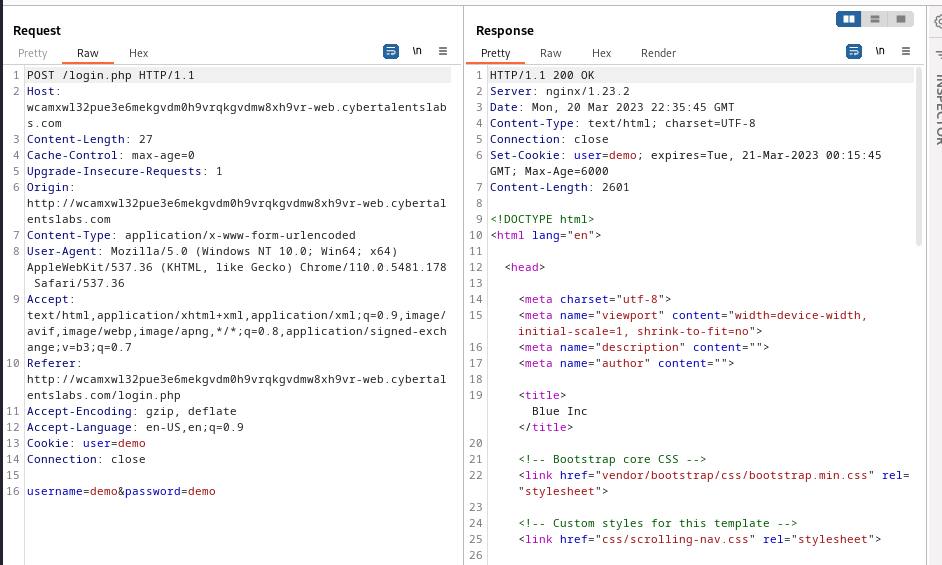 Request
Pretty Raw Hex \n
1 POST /login.php HTTP/1.1
2 Host:
wcamxwl32pue3e6mekgvdm0h9vrqkgvdmw8xh9vr-web.cybertalentslab
s.com
3 Content-Length: 27
4 Cache-Control: max-age=0
5 Upgrade-Insecure-Requests: 1
6 Origin:
http://wcamxwl32pue3e6mekgvdm0h9vrqkgvdmw8xh9vr-web.cybertal
entslabs.com
7 Content-Type: application/x-www-form-urlencoded
8 User-Agent: Mozilla/5.0 (Windows NT 10.0; Win64; x64)
AppleWebKit/537.36 (KHTML, like Gecko) Chrome/110.0.5481.178
Safari/537.36
9 Accept:
text/html,application/xhtml+xml,application/xml;q=0.9,image/
avif,image/webp,image/apng,*/*;q=0.8,application/signed-exch
ange;v=b3;q=0.7
10 Referer:
http://wcamxwl32pue3e6mekgvdm0h9vrqkgvdmw8xh9vr-web.cybertal
entslabs.com/login.php
11 Accept-Encoding: gzip, deflate
12 Accept-Language: en-US,en;q=0.9
13 Cookie: user=demo
14 Connection: close
15
16 username=demo&password=demo
Response
Pretty Raw Hex Render \n
1 HTTP/1.1 200 OK
2 Server: nginx/1.23.2
3 Date: Mon, 20 Mar 2023 22:35:45 GMT
4 Content-Type: text/html; charset=UTF-8
5 Connection: close
6 Set-Cookie: user=demo; expires=Tue, 21-Mar-2023 00:15:45
GMT; Max-Age=6000
7 Content-Length: 2601
8
9 <!DOCTYPE html>
10 <html lang="en">
11
12 <head>
13
14 <meta charset="utf-8">
15 <meta name="viewport" content="width=device-width,
initial-scale=1, shrink-to-fit=no">
16 <meta name="description" content="">
17 <meta name="author" content="">
18
19 <title>
Blue Inc
</title>
20
21 <!-- Bootstrap core CSS -->
22 <link href="vendor/bootstrap/css/bootstrap.min.css" rel=
"stylesheet">
23
24 <!-- Custom styles for this template -->
25 <link href="css/scrolling-nav.css" rel="stylesheet">
26
INSPECTOR